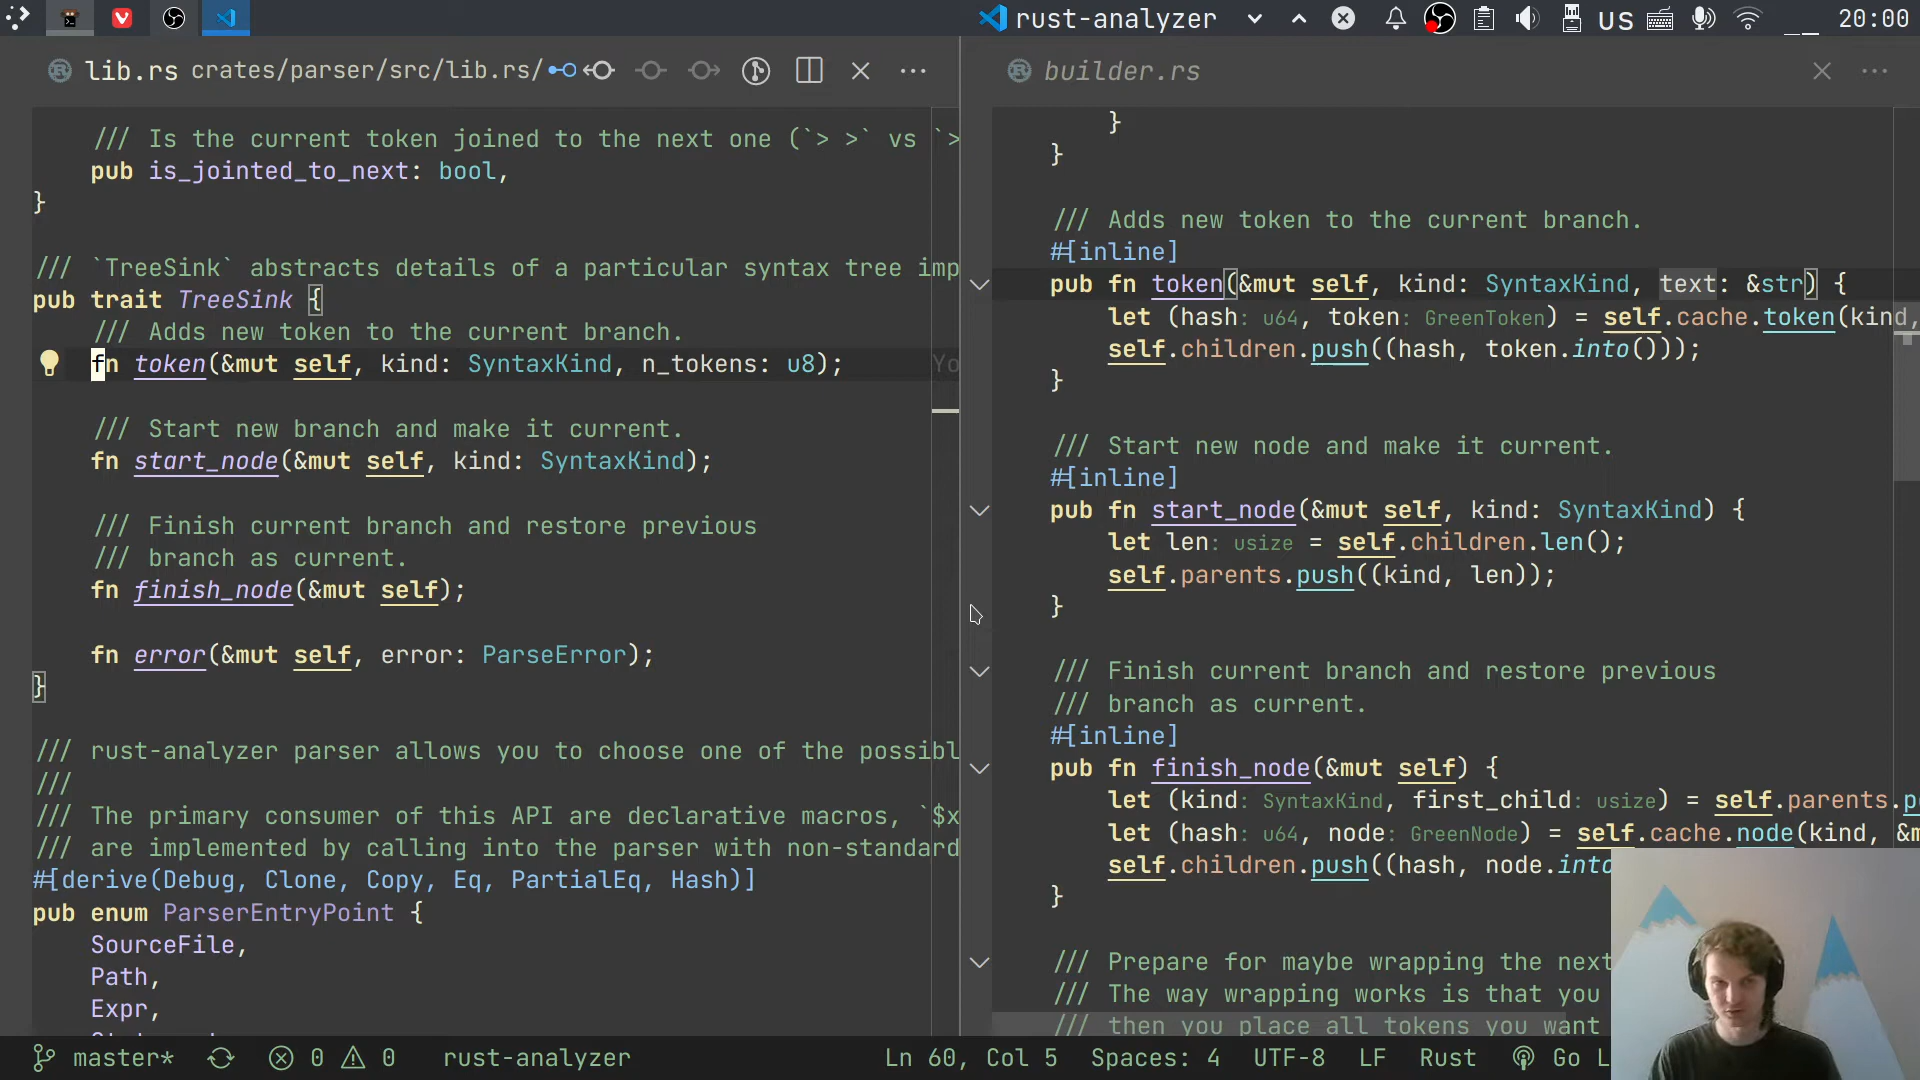 rust-analyzer
US
20:00
lib.rs crates/parser/src/lib.rs/
/// Is the current token joined to the next one (`> >` vs `>
pub is_jointed_to_next: bool,
}
/// `TreeSink` abstracts details of a particular syntax tree imp
pub trait TreeSink {
/// Adds new token to the current branch.
fn token(&mut self, kind: SyntaxKind, n_tokens: u8); Yo
/// Start new branch and make it current.
fn start_node(&mut self, kind: SyntaxKind);
/// Finish current branch and restore previous
/// branch as current.
fn finish_node(&mut self);
fn error(&mut self, error: ParseError);
}
/// rust-analyzer parser allows you to choose one of the possibl
///
/// The primary consumer of this API are declarative macros, `$x
/// are implemented by calling into the parser with non-standard
#[derive(Debug, Clone, Copy, Eq, PartialEq, Hash)]
pub enum ParserEntryPoint {
SourceFile,
Path,
Expr,
builder.rs
}
}
/// Adds new token to the current branch.
#[inline]
pub fn token(&mut self, kind: SyntaxKind, text: &str) {
let (hash: u64, token: GreenToken) = self.cache.token(kind,
self.children.push((hash, token.into()));
}
/// Start new node and make it current.
#[inline]
pub fn start_node(&mut self, kind: SyntaxKind) {
let len: usize = self.children.len();
self.parents.push((kind, len));
}
/// Finish current branch and restore previous
/// branch as current.
#[inline]
pub fn finish_node(&mut self) {
let (kind: SyntaxKind, first_child: usize) = self.parents.po
let (hash: u64, node: GreenNode) = self.cache.node(kind, &m
self.children.push((hash, node.into
}
/// Prepare for maybe wrapping the next
/// The way wrapping works is that you
/// then you place all tokens you want
master* 0 0 rust-analyzer Ln 60, Col 5 Spaces: 4 UTF-8 LF Rust Go L